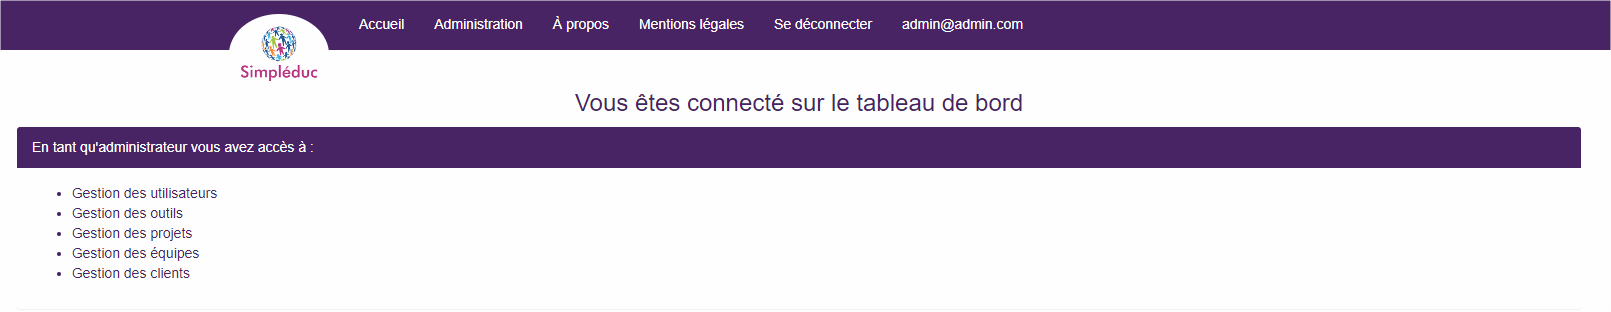 Accueil Administration À propos Mentions légales Se déconnecter admin@admin.com
Simpléduc
Vous êtes connecté sur le tableau de bord
En tant qu'administrateur vous avez accès à :
• Gestion des utilisateurs
• Gestion des outils
• Gestion des projets
• Gestion des équipes
• Gestion des clients